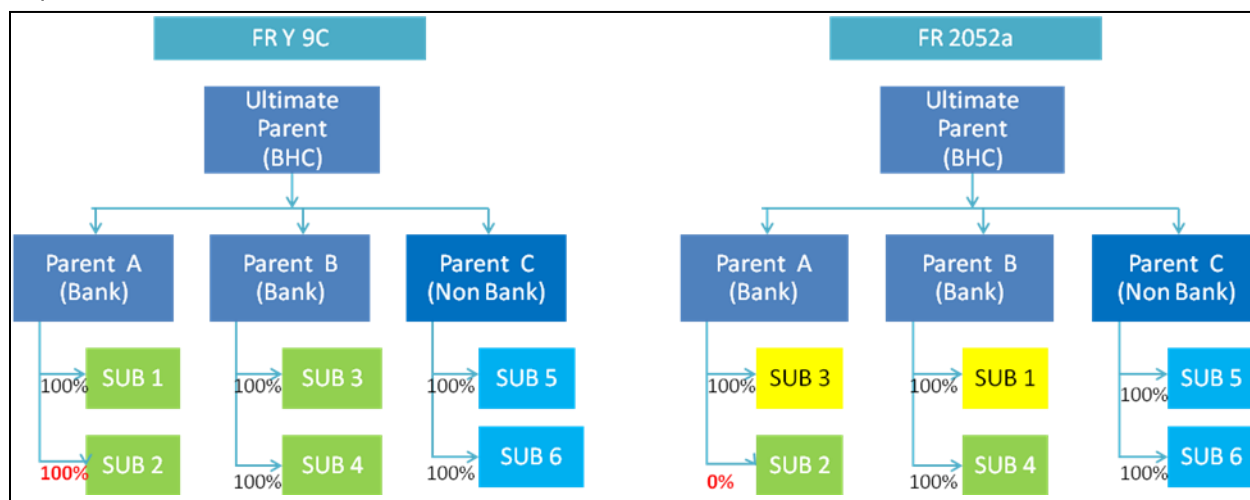 FR Y 9C
Ultimate
Parent
(BHC)
Parent A
(Bank)
Parent B
(Bank)
Parent C
(Non Bank)
100%
SUB 1
100%
SUB 3
100%
SUB 5
100%
SUB 2
100%
SUB 4
100%
SUB 6
FR 2052a
Ultimate
Parent
(BHC)
Parent A
(Bank)
Parent B
(Bank)
Parent C
(Non Bank)
100%
SUB 3
100%
SUB 1
100%
SUB 5
0%
SUB 2
100%
SUB 4
100%
SUB 6